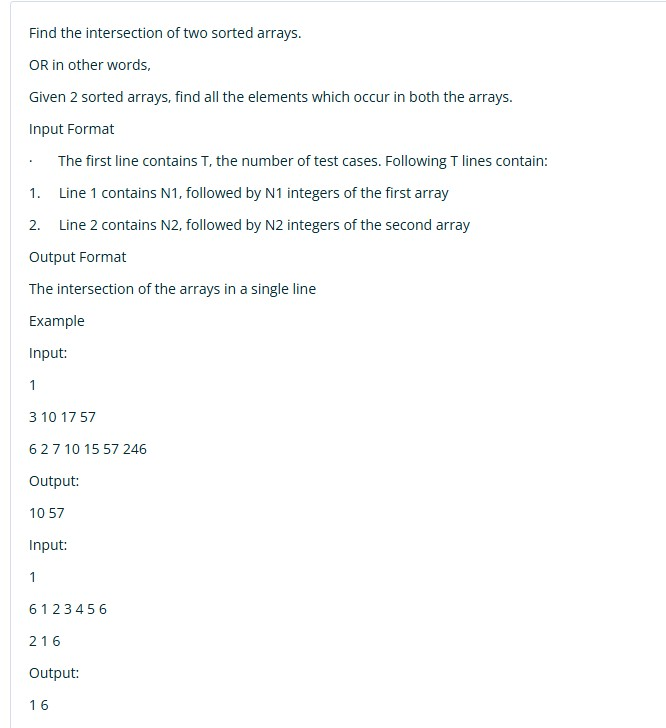 Find the intersection of two sorted arrays.
OR in other words,
Given 2 sorted arrays, find all the elements which occur in both the arrays.
Input Format
· The first line contains T, the number of test cases. Following T lines contain:
1. Line 1 contains N1, followed by N1 integers of the first array
2. Line 2 contains N2, followed by N2 integers of the second array
Output Format
The intersection of the arrays in a single line
Example
Input:
1
3 10 17 57
6 2 7 10 15 57 246
Output:
10 57
Input:
1
6 1 2 3 4 5 6
2 1 6
Output:
1 6